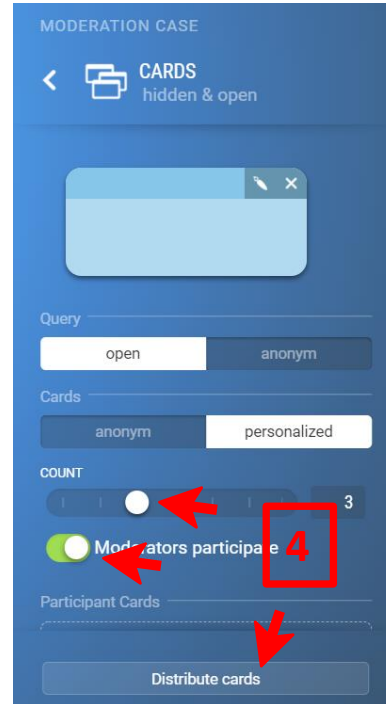 MODERATION CASE
CARDS
hidden & open
Query
open anonym
Cards
anonym personalized
COUNT
3
Moderators participate 4
Participant Cards
Distribute cards